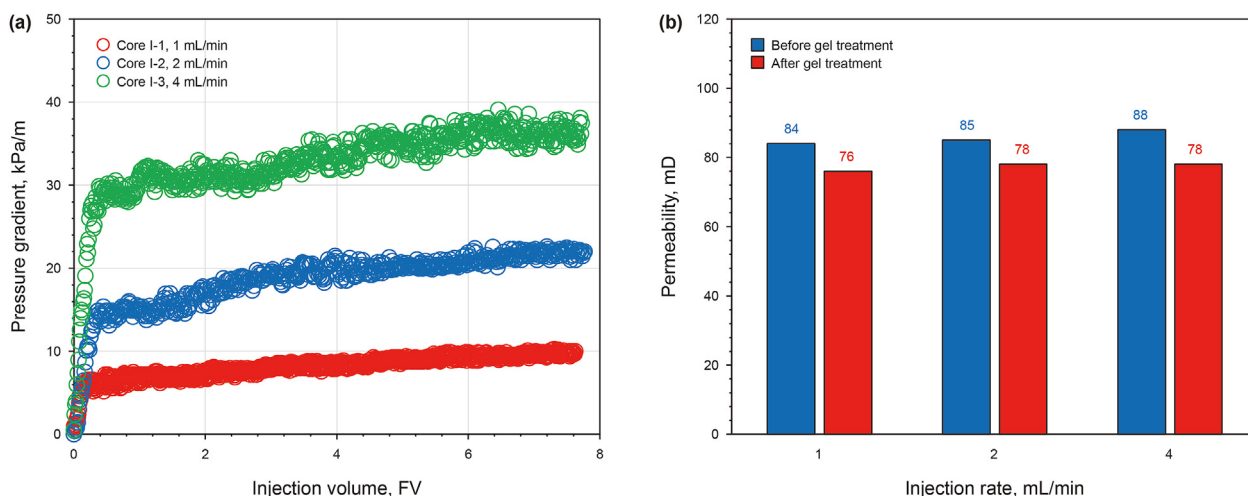 (a)
50
40
30
20
10
0
Pressure gradient, kPa/m
Core I-1, 1 mL/min
Core I-2, 2 mL/min
Core I-3, 4 mL/min
0 2 4 6 8
Injection volume, FV
(b)
120
100
80
60
40
20
0
Permeability, mD
Before gel treatment
After gel treatment
84 76 85 78 88 78
1 2 4
Injection rate, mL/min